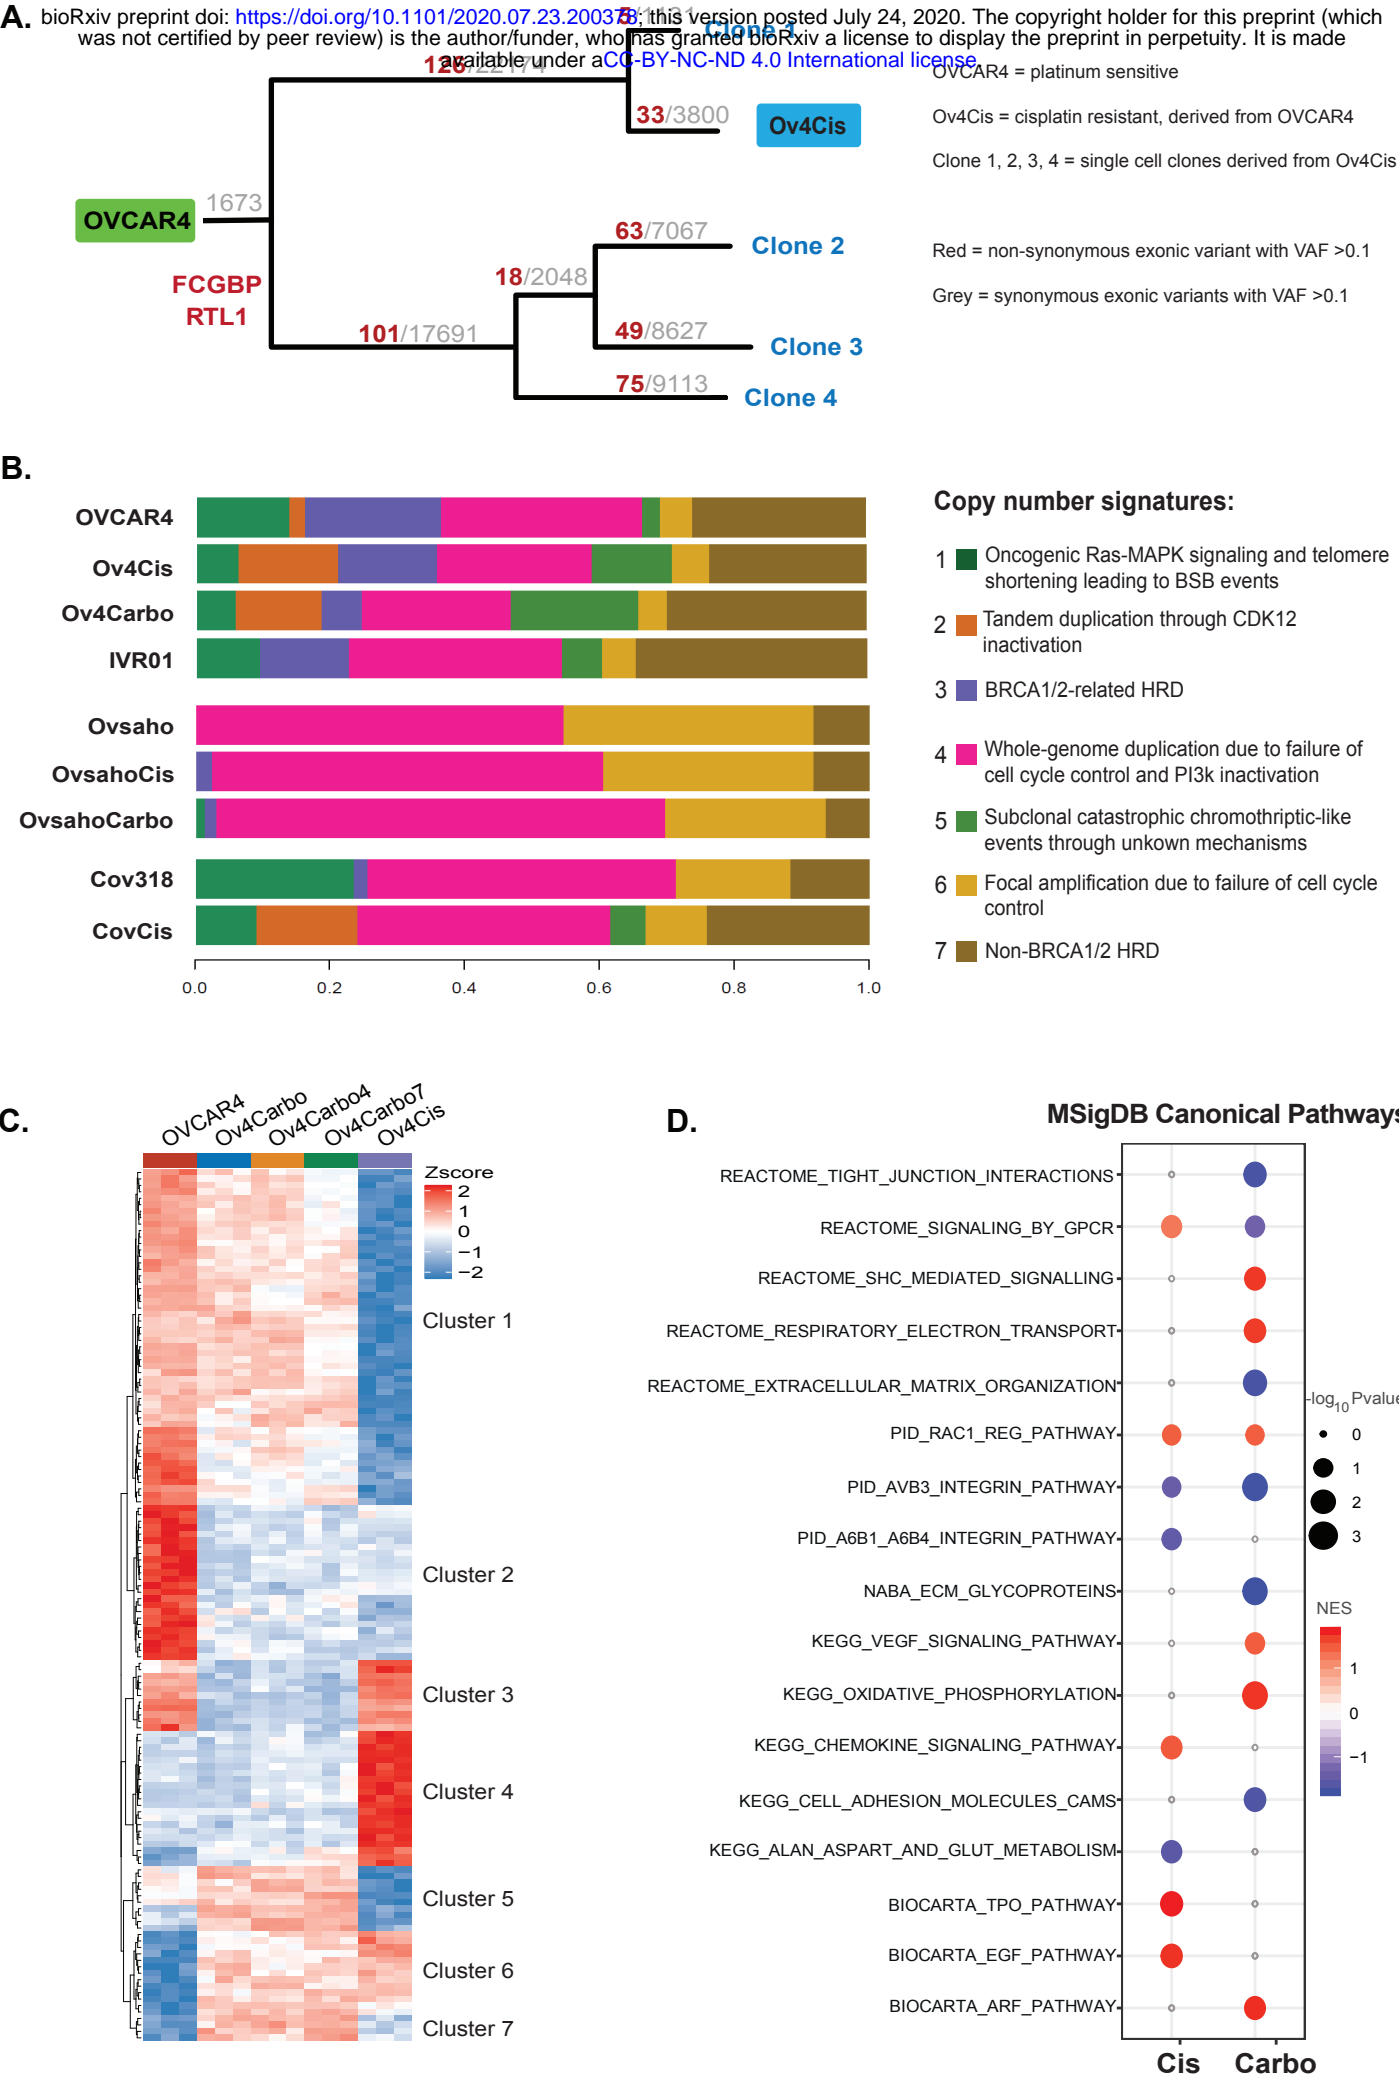 A. bioRxiv preprint doi: https://doi.org/10.1101/2020.07.23.200378; this version posted July 24, 2020. The copyright holder for this preprint (which
was not certified by peer review) is the author/funder, who has granted bioRxiv a license to display the preprint in perpetuity. It is made
available under aCC-BY-NC-ND 4.0 International license.
Clone 1
126/22174
OVCAR4 = platinum sensitive
33/3800
Ov4Cis
Ov4Cis = cisplatin resistant, derived from OVCAR4
Clone 1, 2, 3, 4 = single cell clones derived from Ov4Cis
1673
OVCAR4
63/7067
Clone 2
Red = non-synonymous exonic variant with VAF >0.1
FCGBP
RTL1
18/2048
Grey = synonymous exonic variants with VAF >0.1
101/17691
49/8627
Clone 3
75/9113
Clone 4
B.
OVCAR4
Ov4Cis
Ov4Carbo
IVR01
Ovsaho
OvsahoCis
OvsahoCarbo
Cov318
CovCis
0.0 0.2 0.4 0.6 0.8 1.0
Copy number signatures:
1 Oncogenic Ras-MAPK signaling and telomere
shortening leading to BSB events
2 Tandem duplication through CDK12
inactivation
3 BRCA1/2-related HRD
4 Whole-genome duplication due to failure of
cell cycle control and PI3k inactivation
5 Subclonal catastrophic chromothriptic-like
events through unkown mechanisms
6 Focal amplification due to failure of cell cycle
control
7 Non-BRCA1/2 HRD
C.
OVCAR4
Ov4Carbo
Ov4Carbo4
Ov4Carbo7
Ov4Cis
Zscore
2
1
0
−1
−2
Cluster 1
Cluster 2
Cluster 3
Cluster 4
Cluster 5
Cluster 6
Cluster 7
D.
MSigDB Canonical Pathways
REACTOME_TIGHT_JUNCTION_INTERACTIONS
REACTOME_SIGNALING_BY_GPCR
REACTOME_SHC_MEDIATED_SIGNALLING
REACTOME_RESPIRATORY_ELECTRON_TRANSPORT
REACTOME_EXTRACELLULAR_MATRIX_ORGANIZATION
PID_RAC1_REG_PATHWAY
PID_AVB3_INTEGRIN_PATHWAY
PID_A6B1_A6B4_INTEGRIN_PATHWAY
NABA_ECM_GLYCOPROTEINS
KEGG_VEGF_SIGNALING_PATHWAY
KEGG_OXIDATIVE_PHOSPHORYLATION
KEGG_CHEMOKINE_SIGNALING_PATHWAY
KEGG_CELL_ADHESION_MOLECULES_CAMS
KEGG_ALAN_ASPART_AND_GLUT_METABOLISM
BIOCARTA_TPO_PATHWAY
BIOCARTA_EGF_PATHWAY
BIOCARTA_ARF_PATHWAY
Cis Carbo
-log10 Pvalue
0
1
2
3
NES
1
0
−1